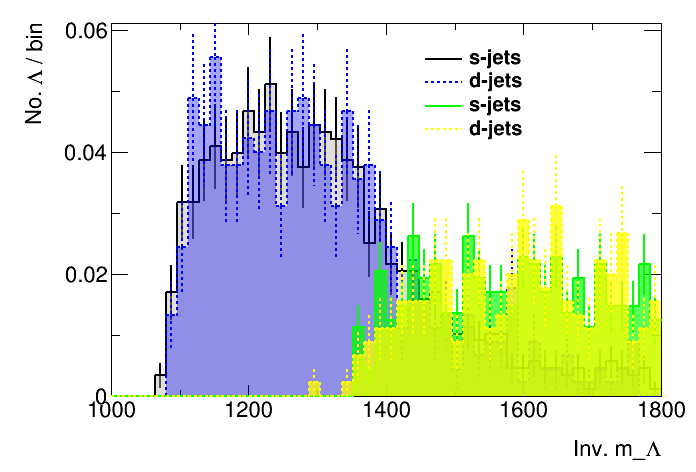 No. Λ / bin
0.06
0.04
0.02
0
s-jets
d-jets
s-jets
d-jets
1000 1200 1400 1600 1800
Inv. m_Λ